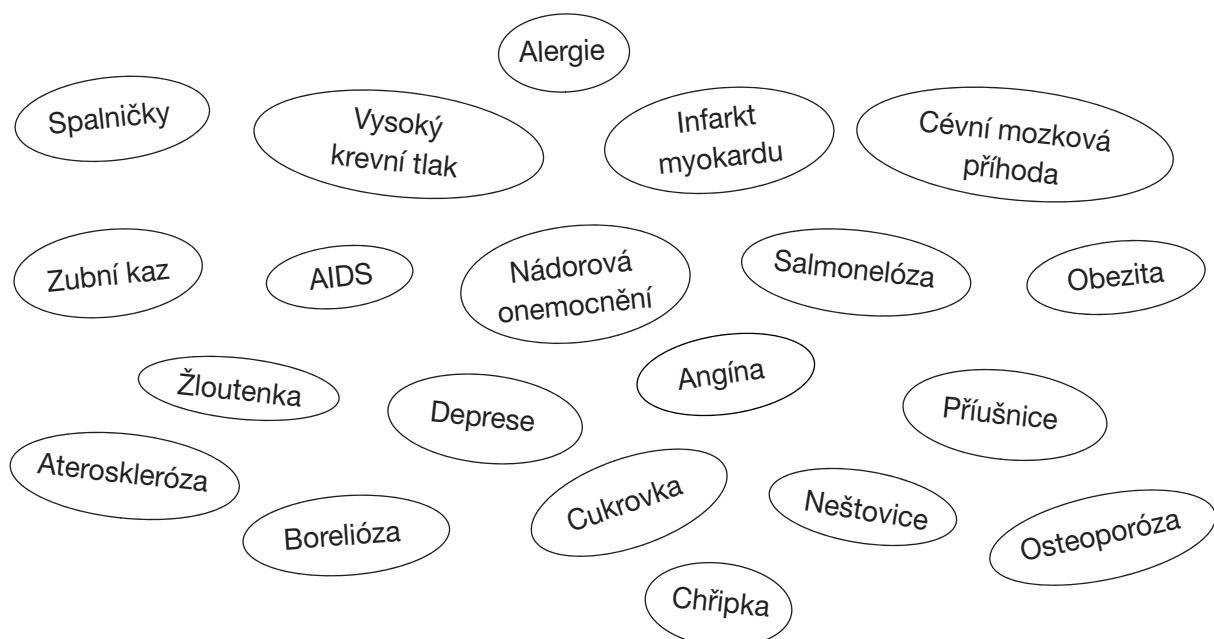 Alergie
Spalničky
Vysoký
krevní tlak
Infarkt
myokardu
Cévní mozková
příhoda
Zubní kaz
AIDS
Nádorová
onemocnění
Salmonelóza
Obezita
Žloutenka
Deprese
Angína
Příušnice
Ateroskleróza
Borelióza
Cukrovka
Neštovice
Osteoporóza
Chřipka